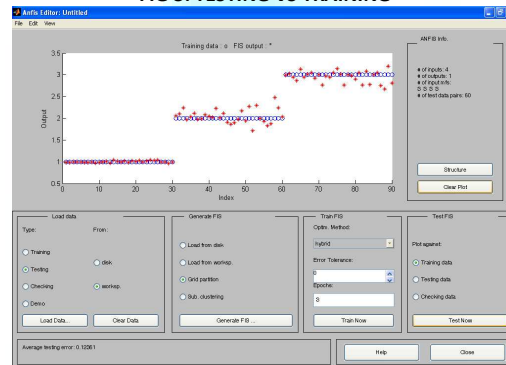 FIG 8: TESTING vs TRAINING
Anfis Editor: Untitled
File Edit View
Training data : o FIS output : *
3.5
3
2.5
2
1.5
1
0.5
Output
0 10 20 30 40 50 60 70 80 90
Index
ANFIS Info.
# of inputs: 4
# of outputs: 1
# of input mfs:
3 3 3 3
# of test data pairs: 60
Structure
Clear Plot
Load data
Type: From:
Training
Testing
Checking
Demo
disk
worksp.
Load Data...
Clear Data
Generate FIS
Load from disk
Load from worksp.
Grid partition
Sub. clustering
Generate FIS ...
Train FIS
Optim. Method:
hybrid
Error Tolerance:
0
Epochs:
3
Train Now
Test FIS
Plot against:
Training data
Testing data
Checking data
Test Now
Average testing error: 0.12061
Help
Close